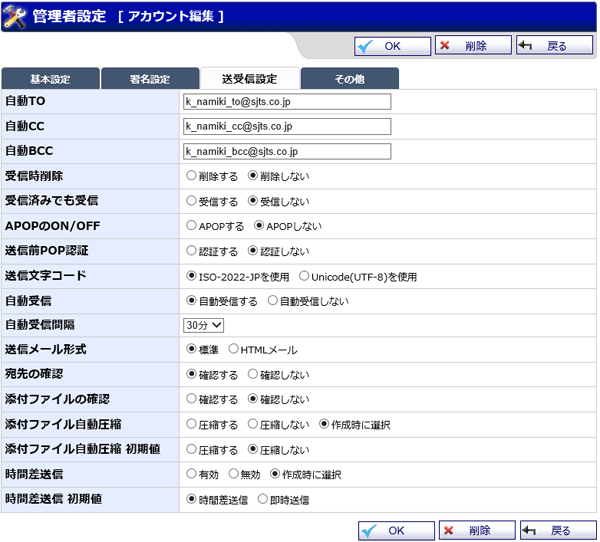 管理者設定 [ アカウント編集 ]
OK 削除 戻る
基本設定 署名設定 送受信設定 その他
自動TO k_namiki_to@sjts.co.jp
自動CC k_namiki_cc@sjts.co.jp
自動BCC k_namiki_bcc@sjts.co.jp
受信時削除 削除する 削除しない
受信済みでも受信 受信する 受信しない
APOPのON/OFF APOPする APOPしない
送信前POP認証 認証する 認証しない
送信文字コード ISO-2022-JPを使用 Unicode(UTF-8)を使用
自動受信 自動受信する 自動受信しない
自動受信間隔 30分
送信メール形式 標準 HTMLメール
宛先の確認 確認する 確認しない
添付ファイルの確認 確認する 確認しない
添付ファイル自動圧縮 圧縮する 圧縮しない 作成時に選択
添付ファイル自動圧縮 初期値 圧縮する 圧縮しない
時間差送信 有効 無効 作成時に選択
時間差送信 初期値 時間差送信 即時送信
OK 削除 戻る